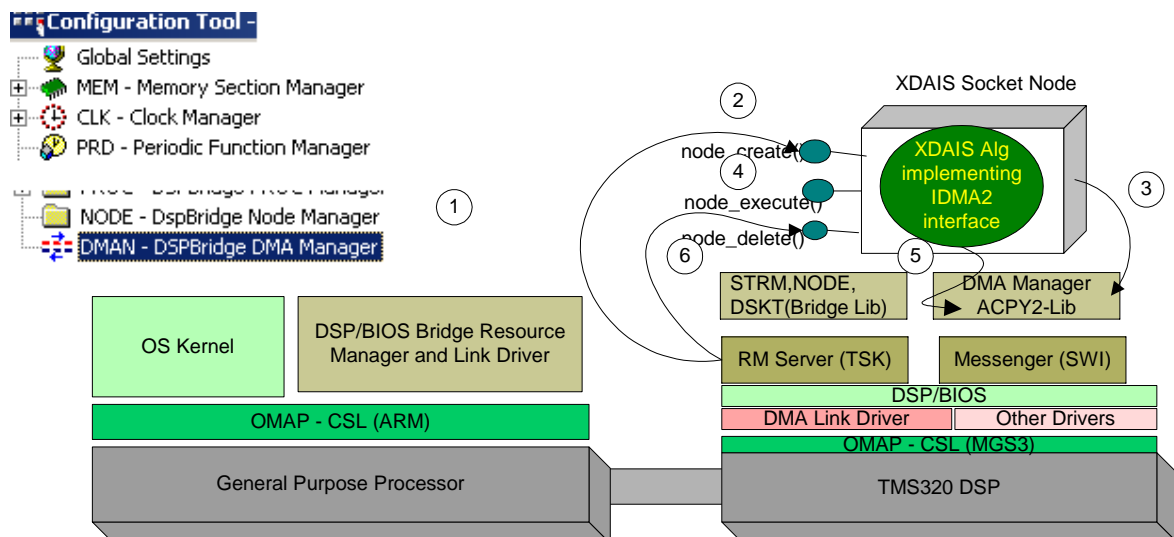 Configuration Tool -
Global Settings
MEM - Memory Section Manager
CLK - Clock Manager
PRD - Periodic Function Manager
PROC - DSPBridge PROC Manager
NODE - DspBridge Node Manager
DMAN - DSPBridge DMA Manager
1
XDAIS Socket Node
2
node_create()
4
node_execute()
node_delete()
6
XDAIS Alg
implementing
IDMA2
interface
3
5
STRM,NODE,
DSKT(Bridge Lib)
DMA Manager
ACPY2-Lib
OS Kernel
DSP/BIOS Bridge Resource
Manager and Link Driver
RM Server (TSK)
Messenger (SWI)
DSP/BIOS
DMA Link Driver
Other Drivers
OMAP - CSL (ARM)
OMAP - CSL (MGS3)
General Purpose Processor
TMS320 DSP